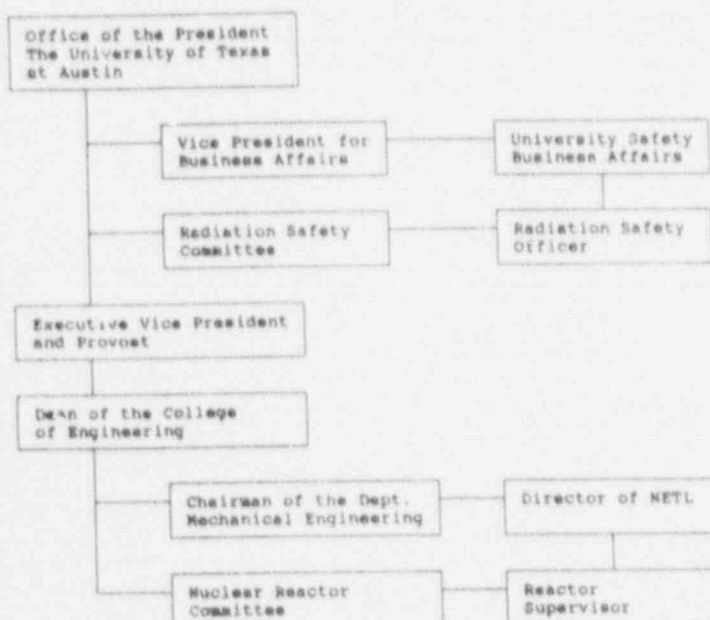 Office of the President
The University of Texas
at Austin
Vice President for
Business Affairs
University Safety
Business Affairs
Radiation Safety
Committee
Radiation Safety
Officer
Executive Vice President
and Provost
Dean of the College
of Engineering
Chairman of the Dept.
Mechanical Engineering
Director of NETL
Nuclear Reactor
Committee
Reactor
Supervisor